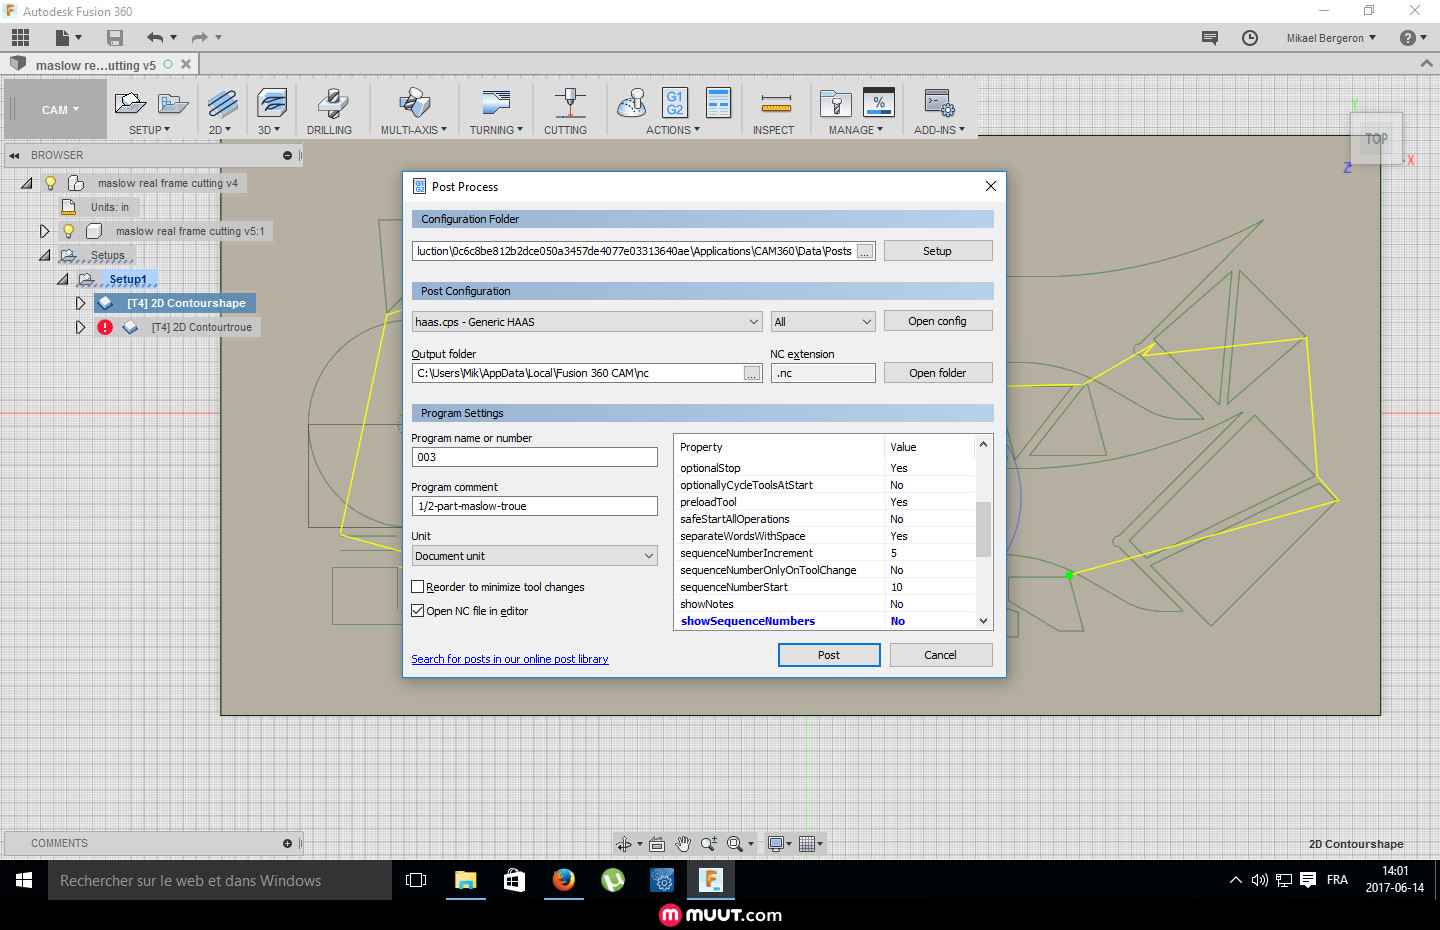 Autodesk Fusion 360
Mikael Bergeron
maslow re...utting v5
CAM
SETUP
2D
3D
DRILLING
MULTI-AXIS
TURNING
CUTTING
G1
G2
ACTIONS
INSPECT
%
MANAGE
ADD-INS
Y
TOP
X
Z
BROWSER
maslow real frame cutting v4
Units: in
maslow real frame cutting v5:1
Setups
Setup1
[T4] 2D Contourshape
[T4] 2D Contourtroue
Post Process
Configuration Folder
luction\0c6c8be812b2dce050a3457de4077e03313640ae\Applications\CAM360\Data\Posts ... Setup
Post Configuration
haas.cps - Generic HAAS All Open config
Output folder NC extension
C:\Users\Mik\AppData\Local\Fusion 360 CAM\nc ... .nc Open folder
Program Settings
Program name or number
003
Program comment
1/2-part-maslow-troue
Unit
Document unit
Reorder to minimize tool changes
Open NC file in editor
Property Value
optionalStop Yes
optionallyCycleToolsAtStart No
preloadTool Yes
safeStartAllOperations No
separateWordsWithSpace Yes
sequenceNumberIncrement 5
sequenceNumberOnlyOnToolChange No
sequenceNumberStart 10
showNotes No
showSequenceNumbers No
Search for posts in our online post library
Post Cancel
COMMENTS
2D Contourshape
Rechercher sur le web et dans Windows
FRA
14:01
2017-06-14
muut.com